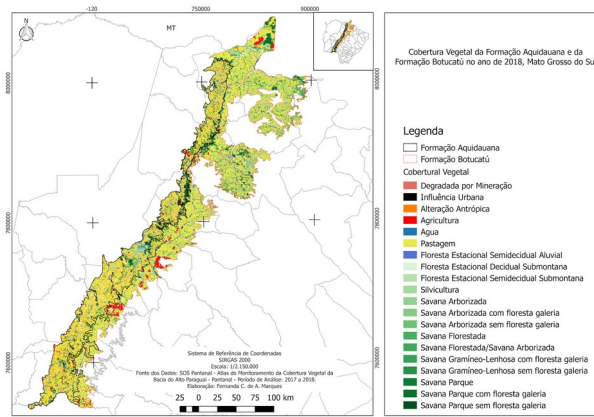 -120
750000
900000
N
MT
8000000
8000000
7800000
7800000
7600000
7600000
Sistema de Referência de Coordenadas
SIRGAS 2000
Escala: 1/2.150.000
Fonte dos Dados: SOS Pantanal - Atlas do Monitoramento da Cobertura Vegetal da
Bacia do Alto Paraguai - Pantanal - Período de Análise: 2017 a 2018.
Elaboração: Fernanda C. de A. Marques
25 0 25 50 75 100 km
Cobertura Vegetal da Formação Aquidauana e da
Formação Botucatú no ano de 2018, Mato Grosso do Su
Legenda
Formação Aquidauana
Formação Botucatú
Cobertural Vegetal
Degradada por Mineração
Influência Urbana
Alteração Antrópica
Agricultura
Agua
Pastagem
Floresta Estacional Semidecidual Aluvial
Floresta Estacional Decidual Submontana
Floresta Estacional Semidecidual Submontana
Silvicultura
Savana Arborizada
Savana Arborizada com floresta galeria
Savana Arborizada sem floresta galeria
Savana Florestada
Savana Florestada/Savana Arborizada
Savana Gramíneo-Lenhosa com floresta galeria
Savana Gramíneo-Lenhosa sem floresta galeria
Savana Parque
Savana Parque com floresta galeria
Savana Parque sem floresta galeria